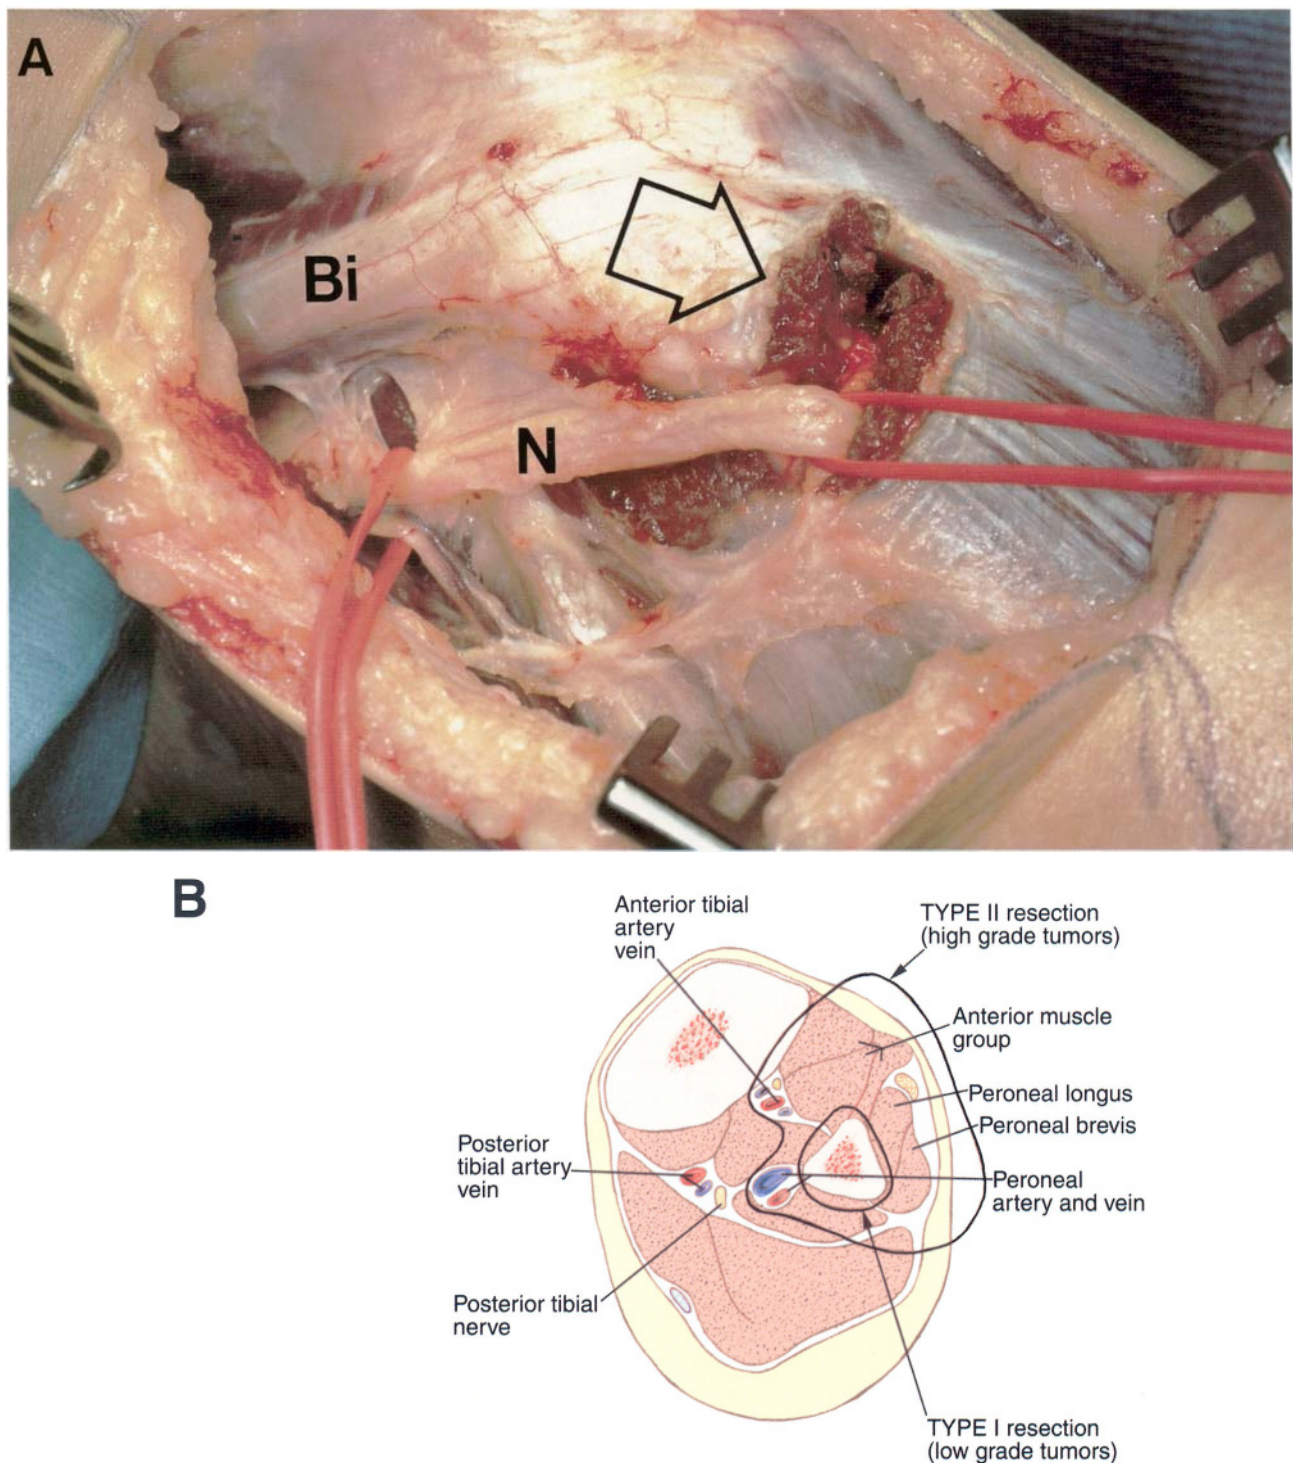 A
Bi
N
B
Anterior tibial
artery
vein
TYPE II resection
(high grade tumors)
Anterior muscle
group
Peroneal longus
Peroneal brevis
Posterior
tibial artery
vein
Peroneal
artery and vein
Posterior tibial
nerve
TYPE I resection
(low grade tumors)